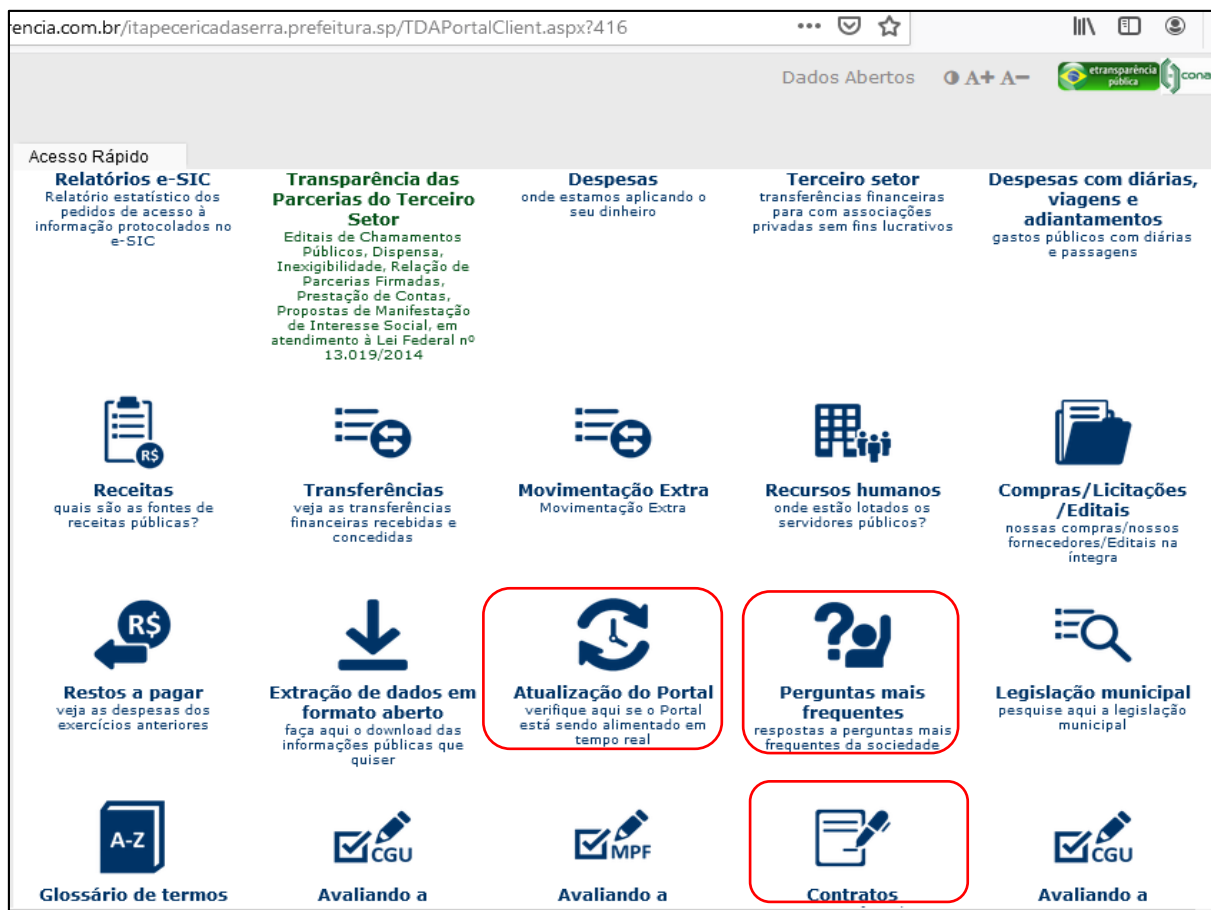 rencia.com.br/itapecericadaserra.prefeitura.sp/TDAPortalClient.aspx?416
Dados Abertos A+ A−
etransparência
pública
cona
Acesso Rápido
Relatórios e-SIC
Relatório estatístico dos
pedidos de acesso à
informação protocolados no
e-SIC
Transparência das
Parcerias do Terceiro
Setor
Editais de Chamamentos
Públicos, Dispensa,
Inexigibilidade, Relação de
Parcerias Firmadas,
Prestação de Contas,
Propostas de Manifestação
de Interesse Social, em
atendimento à Lei Federal nº
13.019/2014
Despesas
onde estamos aplicando o
seu dinheiro
Terceiro setor
transferências financeiras
para com associações
privadas sem fins lucrativos
Despesas com diárias,
viagens e
adiantamentos
gastos públicos com diárias
e passagens
R$
Receitas
quais são as fontes de
receitas públicas?
Transferências
veja as transferências
financeiras recebidas e
concedidas
Movimentação Extra
Movimentação Extra
Recursos humanos
onde estão lotados os
servidores públicos?
Compras/Licitações
/Editais
nossas compras/nossos
fornecedores/Editais na
íntegra
R$
Restos a pagar
veja as despesas dos
exercícios anteriores
Extração de dados em
formato aberto
faça aqui o download das
informações públicas que
quiser
Atualização do Portal
verifique aqui se o Portal
está sendo alimentado em
tempo real
?
Perguntas mais
frequentes
respostas a perguntas mais
frequentes da sociedade
Legislação municipal
pesquise aqui a legislação
municipal
A-Z
Glossário de termos
CGU
Avaliando a
MPF
Avaliando a
Contratos
CGU
Avaliando a